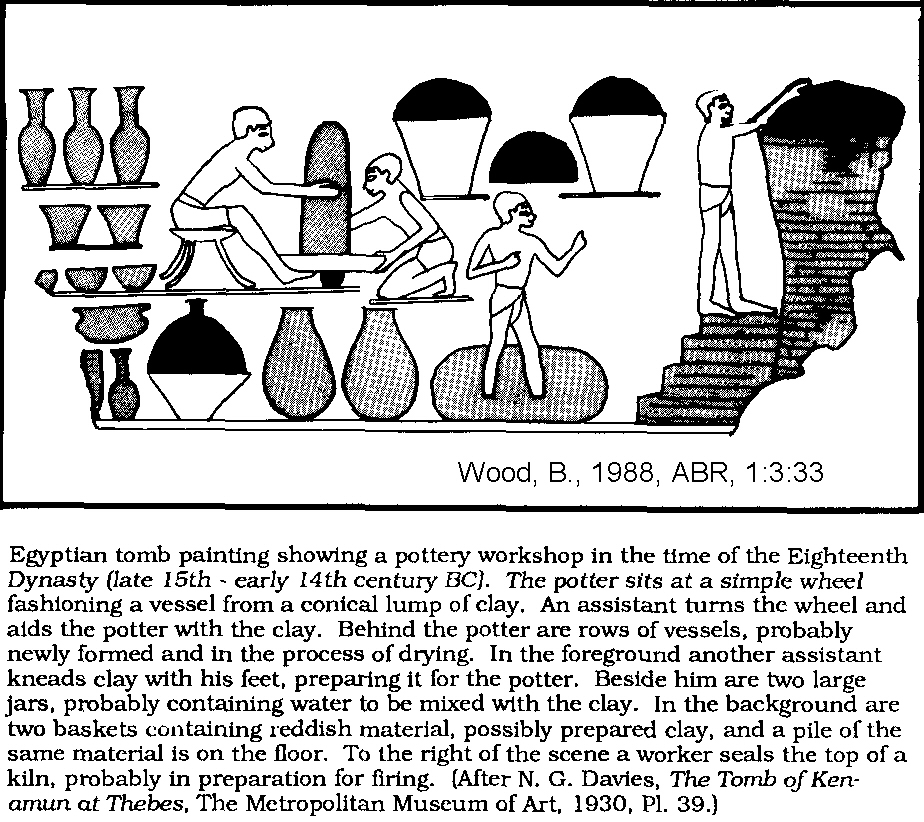 Wood, B., 1988, ABR, 1:3:33
Egyptian tomb painting showing a pottery workshop in the time of the Eighteenth
Dynasty (late 15th - early 14th century BC). The potter sits at a simple wheel
fashioning a vessel from a conical lump of clay. An assistant turns the wheel and
aids the potter with the clay. Behind the potter are rows of vessels, probably
newly formed and in the process of drying. In the foreground another assistant
kneads clay with his feet, preparing it for the potter. Beside him are two large
jars, probably containing water to be mixed with the clay. In the background are
two baskets containing reddish material, possibly prepared clay, and a pile of the
same material is on the floor. To the right of the scene a worker seals the top of a
kiln, probably in preparation for firing. (After N. G. Davies, The Tomb of Ken-
amun at Thebes, The Metropolitan Museum of Art, 1930, Pl. 39.)